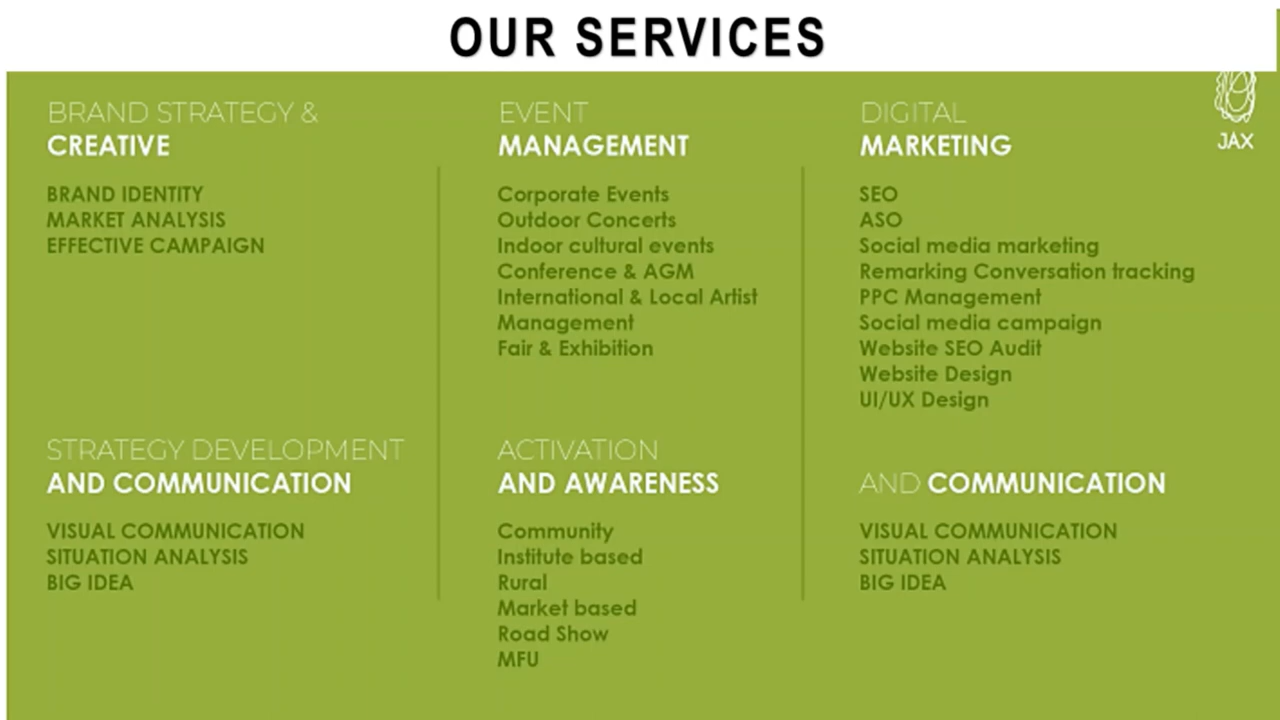 OUR SERVICES
BRAND STRATEGY &
CREATIVE
BRAND IDENTITY
MARKET ANALYSIS
EFFECTIVE CAMPAIGN
EVENT
MANAGEMENT
Corporate Events
Outdoor Concerts
Indoor cultural events
Conference & AGM
International & Local Artist
Management
Fair & Exhibition
DIGITAL
MARKETING
SEO
ASO
Social media marketing
Remarking Conversation tracking
PPC Management
Social media campaign
Website SEO Audit
Website Design
UI/UX Design
JAX
STRATEGY DEVELOPMENT
AND COMMUNICATION
VISUAL COMMUNICATION
SITUATION ANALYSIS
BIG IDEA
ACTIVATION
AND AWARENESS
Community
Institute based
Rural
Market based
Road Show
MFU
AND COMMUNICATION
VISUAL COMMUNICATION
SITUATION ANALYSIS
BIG IDEA